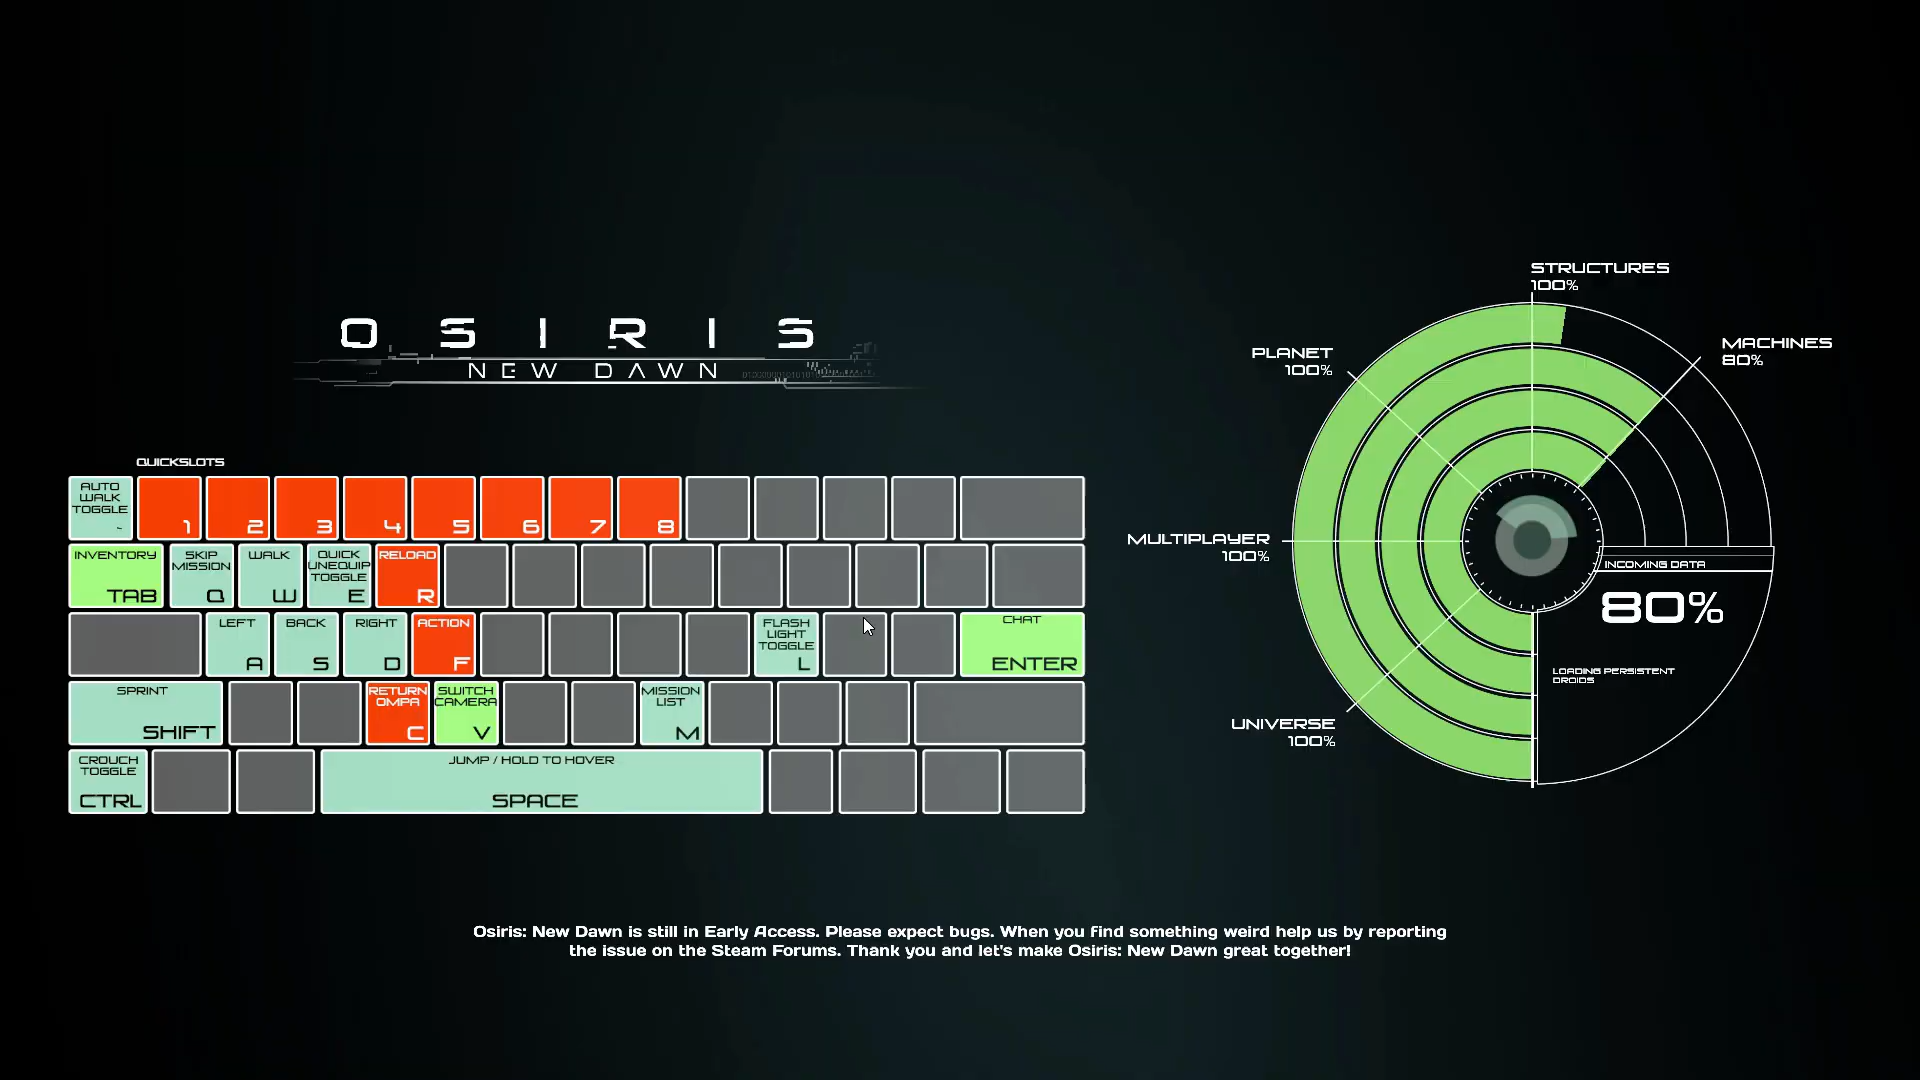 OSIRIS
NEW DAWN
QUICKSLOTS
AUTO
WALK
TOGGLE
~
1
2
3
4
5
6
7
8
INVENTORY
TAB
SKIP
MISSION
Q
WALK
W
QUICK
UNEQUIP
TOGGLE
E
RELOAD
R
LEFT
A
BACK
S
RIGHT
D
ACTION
F
FLASH
LIGHT
TOGGLE
L
CHAT
ENTER
SPRINT
SHIFT
RETURN
OMPA
C
SWITCH
CAMERA
V
MISSION
LIST
M
CROUCH
TOGGLE
CTRL
JUMP / HOLD TO HOVER
SPACE
STRUCTURES
100%
MACHINES
80%
PLANET
100%
MULTIPLAYER
100%
UNIVERSE
100%
INCOMING DATA
80%
LOADING PERSISTENT
DROIDS
Osiris: New Dawn is still in Early Access. Please expect bugs. When you find something weird help us by reporting
the issue on the Steam Forums. Thank you and let's make Osiris: New Dawn great together!